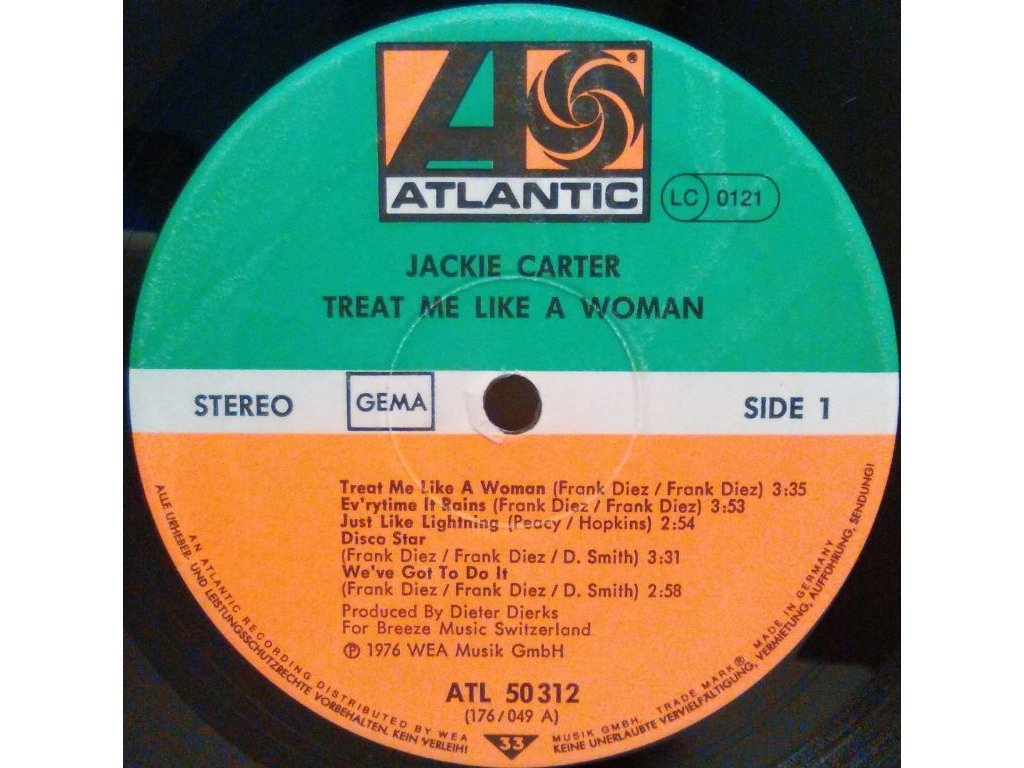 ATLANTIC ®
LC 0121
JACKIE CARTER
TREAT ME LIKE A WOMAN
STEREO GEMA SIDE 1
Treat Me Like A Woman (Frank Diez / Frank Diez) 3:35
Ev'rytime It Rains (Frank Diez / Frank Diez) 3:53
Just Like Lightning (Peacy / Hopkins) 2:54
Disco Star
(Frank Diez / Frank Diez / D. Smith) 3:31
We've Got To Do It
(Frank Diez / Frank Diez / D. Smith) 2:58
Produced By Dieter Dierks
For Breeze Music Switzerland
℗ 1976 WEA Musik GmbH
ATL 50 312
(176/049 A)
33
AN ATLANTIC RECORDING DISTRIBUTED BY WEA MUSIK GMBH. TRADE MARK® MADE IN GERMANY
ALLE URHEBER- UND LEISTUNGSSCHUTZRECHTE VORBEHALTEN. KEIN VERLEIH! KEINE UNERLAUBTE VERVIELFÄLTIGUNG, VERMIETUNG, AUFFÜHRUNG, SENDUNG!